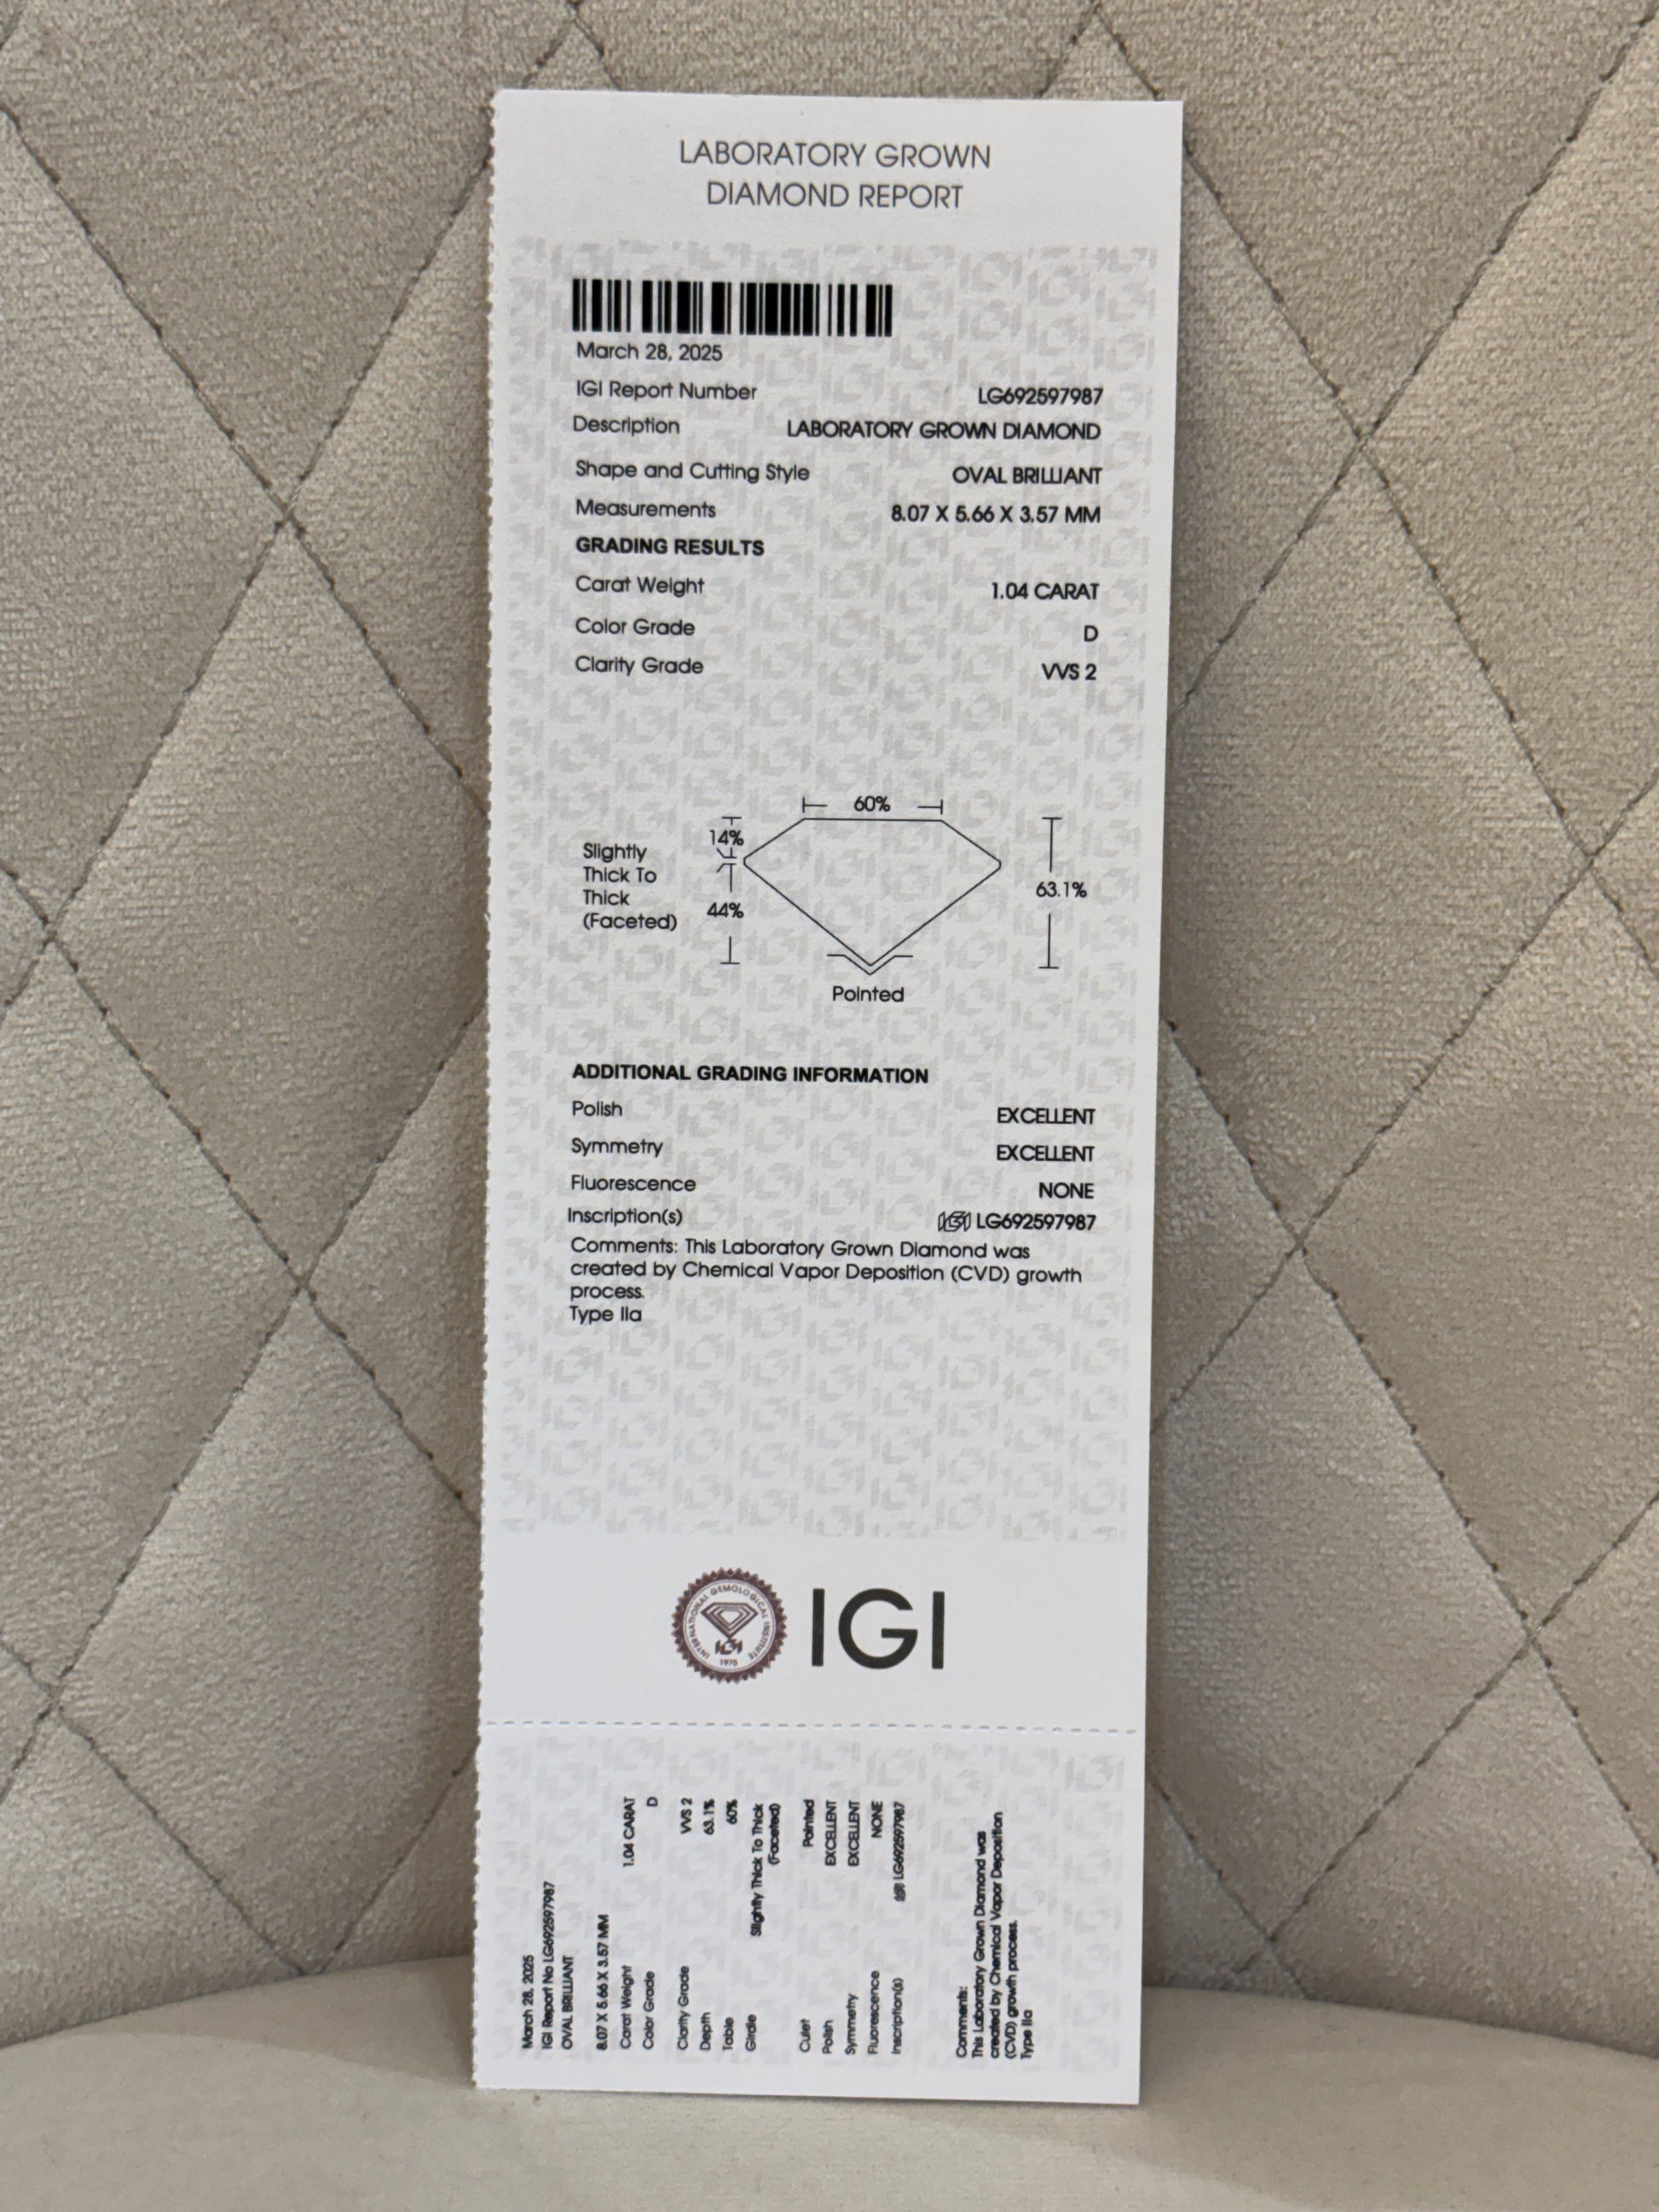 LABORATORY GROWN
DIAMOND REPORT
March 28, 2025
IGI Report Number LG692597987
Description LABORATORY GROWN DIAMOND
Shape and Cutting Style OVAL BRILLIANT
Measurements 8.07 X 5.66 X 3.57 MM
GRADING RESULTS
Carat Weight 1.04 CARAT
Color Grade D
Clarity Grade VVS 2
60%
14%
Slightly
Thick To
Thick
(Faceted)
44%
63.1%
Pointed
ADDITIONAL GRADING INFORMATION
Polish EXCELLENT
Symmetry EXCELLENT
Fluorescence NONE
Inscription(s) IGI LG692597987
Comments: This Laboratory Grown Diamond was
created by Chemical Vapor Deposition (CVD) growth
process.
Type IIa
INTERNATIONAL GEMOLOGICAL INSTITUTE
IGI
1975
IGI
March 28, 2025
IGI Report No LG692597987
OVAL BRILLIANT
8.07 X 5.66 X 3.57 MM
Carat Weight 1.04 CARAT
Color Grade D
Clarity Grade VVS 2
Depth 63.1%
Table 60%
Girdle Slightly Thick To Thick
(Faceted)
Culet Pointed
Polish EXCELLENT
Symmetry EXCELLENT
Fluorescence NONE
Inscription(s) IGI LG692597987
Comments:
This Laboratory Grown Diamond was
created by Chemical Vapor Deposition
(CVD) growth process.
Type IIa